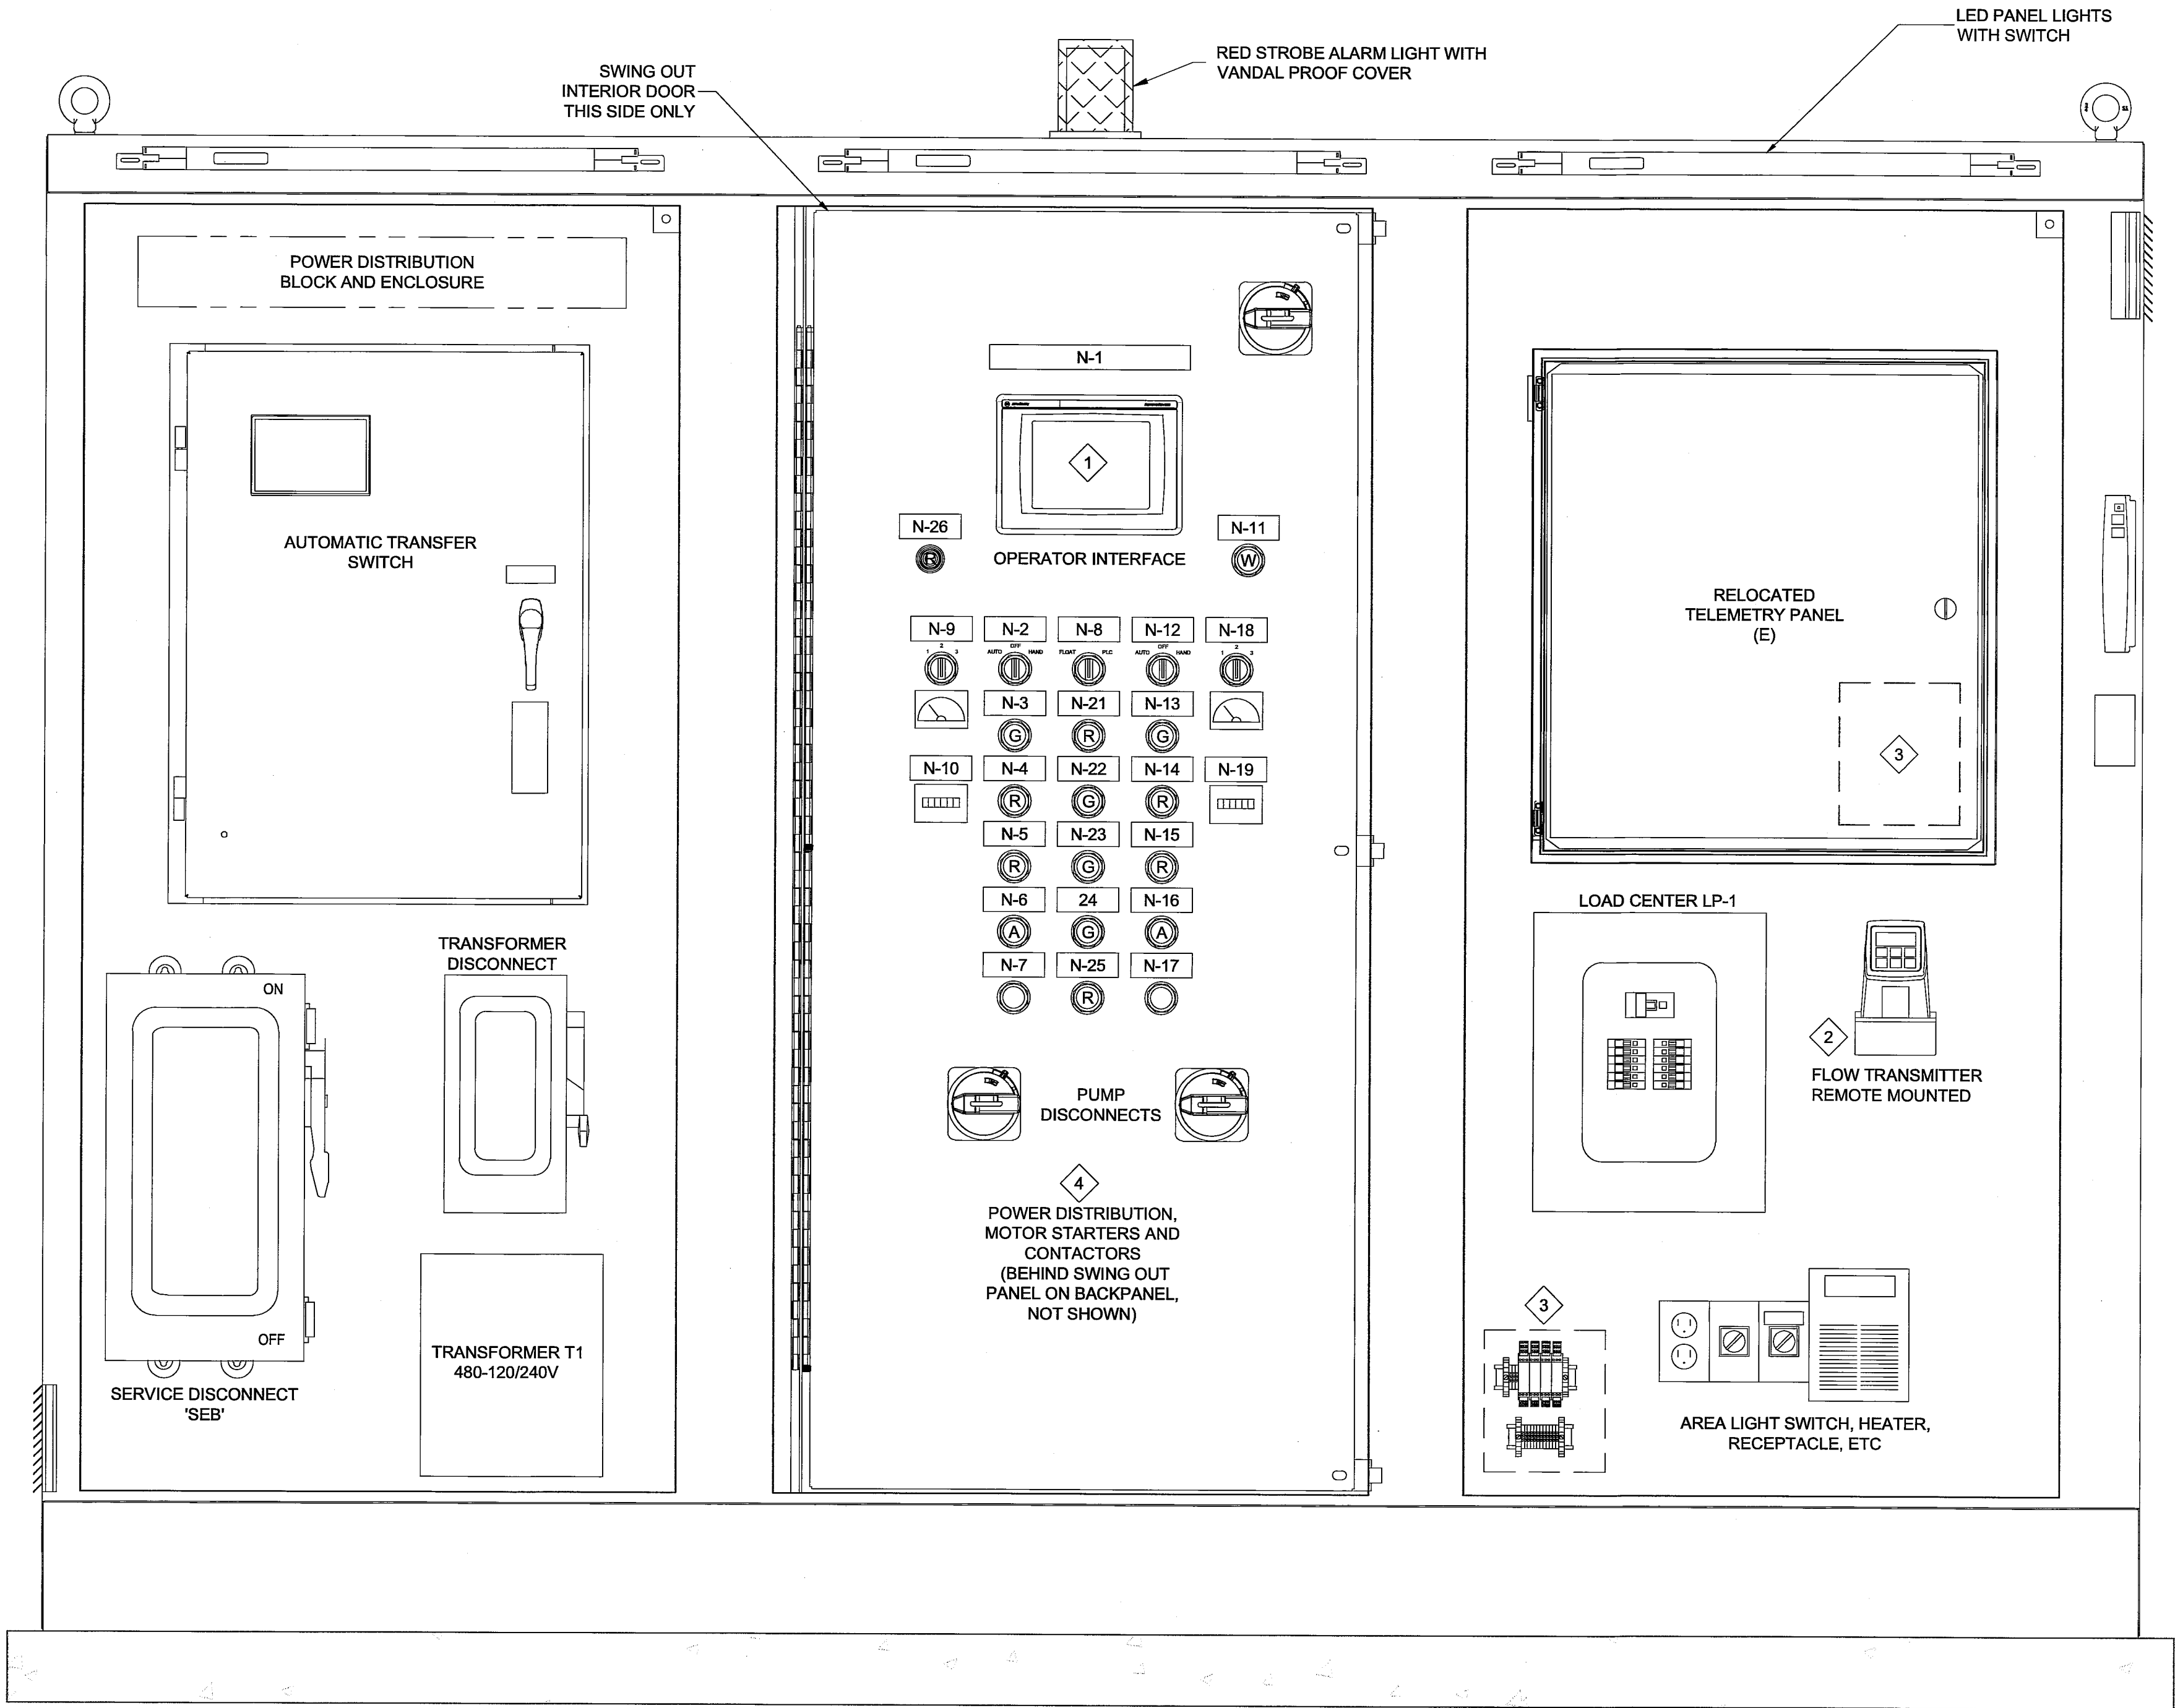 LED PANEL LIGHTS
WITH SWITCH
RED STROBE ALARM LIGHT WITH
VANDAL PROOF COVER
SWING OUT
INTERIOR DOOR
THIS SIDE ONLY
POWER DISTRIBUTION
BLOCK AND ENCLOSURE
AUTOMATIC TRANSFER
SWITCH
TRANSFORMER
DISCONNECT
ON
OFF
SERVICE DISCONNECT
'SEB'
TRANSFORMER T1
480-120/240V
N-1
1
N-26
N-11
R
OPERATOR INTERFACE
W
N-9
N-2
N-8
N-12
N-18
1 2 3
AUTO OFF HAND
FLOAT PLC
AUTO OFF HAND
1 2 3
N-3
N-21
N-13
G
R
G
N-10
N-4
N-22
N-14
N-19
R
G
R
N-5
N-23
N-15
R
G
R
N-6
24
N-16
A
G
A
N-7
N-25
N-17
R
PUMP
DISCONNECTS
4
POWER DISTRIBUTION,
MOTOR STARTERS AND
CONTACTORS
(BEHIND SWING OUT
PANEL ON BACKPANEL,
NOT SHOWN)
RELOCATED
TELEMETRY PANEL
(E)
3
LOAD CENTER LP-1
2
FLOW TRANSMITTER
REMOTE MOUNTED
3
AREA LIGHT SWITCH, HEATER,
RECEPTACLE, ETC